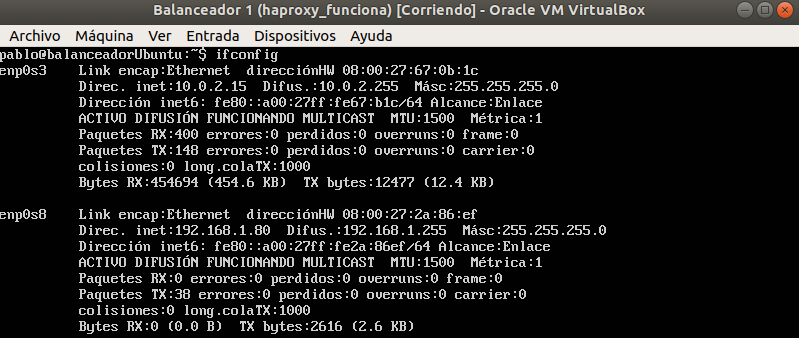 Balanceador 1 (haproxy_funciona) [Corriendo] - Oracle VM VirtualBox
Archivo Máquina Ver Entrada Dispositivos Ayuda
pablo@balanceadorUbuntu:~$ ifconfig
enp0s3 Link encap:Ethernet direcciónHW 08:00:27:67:0b:1c
Direc. inet:10.0.2.15 Difus.:10.0.2.255 Másc:255.255.255.0
Dirección inet6: fe80::a00:27ff:fe67:b1c/64 Alcance:Enlace
ACTIVO DIFUSIÓN FUNCIONANDO MULTICAST MTU:1500 Métrica:1
Paquetes RX:400 errores:0 perdidos:0 overruns:0 frame:0
Paquetes TX:148 errores:0 perdidos:0 overruns:0 carrier:0
colisiones:0 long.colaTX:1000
Bytes RX:454694 (454.6 KB) TX bytes:12477 (12.4 KB)
enp0s8 Link encap:Ethernet direcciónHW 08:00:27:2a:86:ef
Direc. inet:192.168.1.80 Difus.:192.168.1.255 Másc:255.255.255.0
Dirección inet6: fe80::a00:27ff:fe2a:86ef/64 Alcance:Enlace
ACTIVO DIFUSIÓN FUNCIONANDO MULTICAST MTU:1500 Métrica:1
Paquetes RX:0 errores:0 perdidos:0 overruns:0 frame:0
Paquetes TX:38 errores:0 perdidos:0 overruns:0 carrier:0
colisiones:0 long.colaTX:1000
Bytes RX:0 (0.0 B) TX bytes:2616 (2.6 KB)